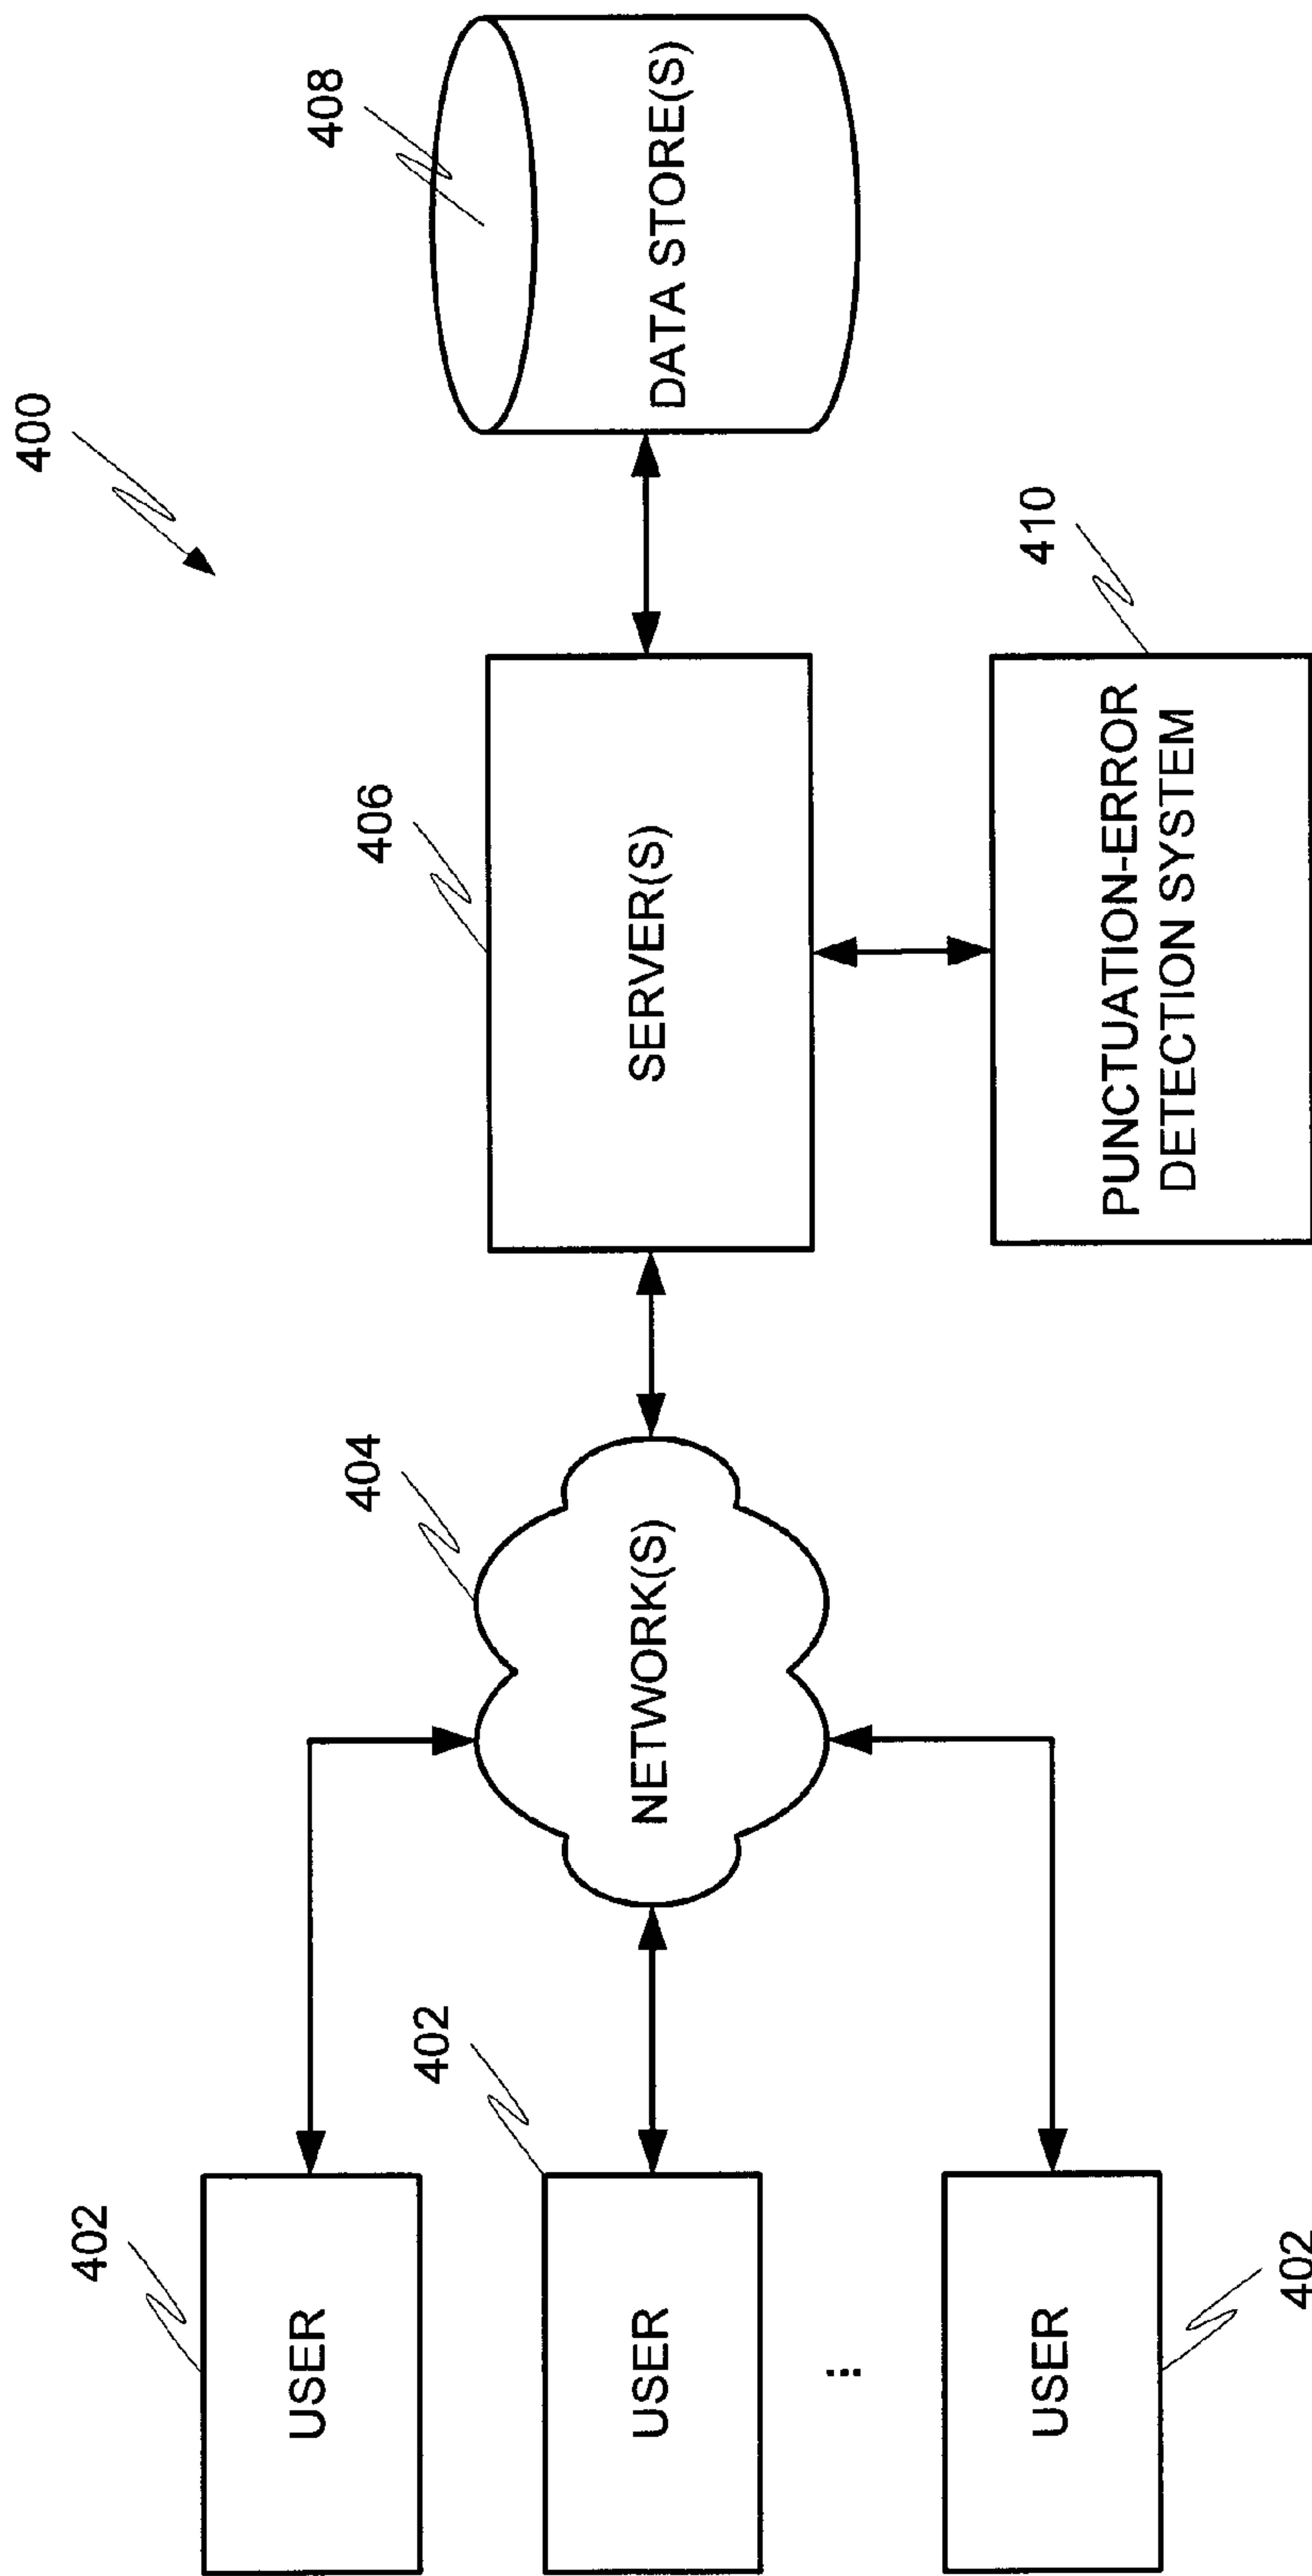 400
402
USER
402
USER
...
USER
402
404
NETWORK(S)
406
SERVER(S)
408
DATA STORE(S)
410
PUNCTUATION-ERROR
DETECTION SYSTEM